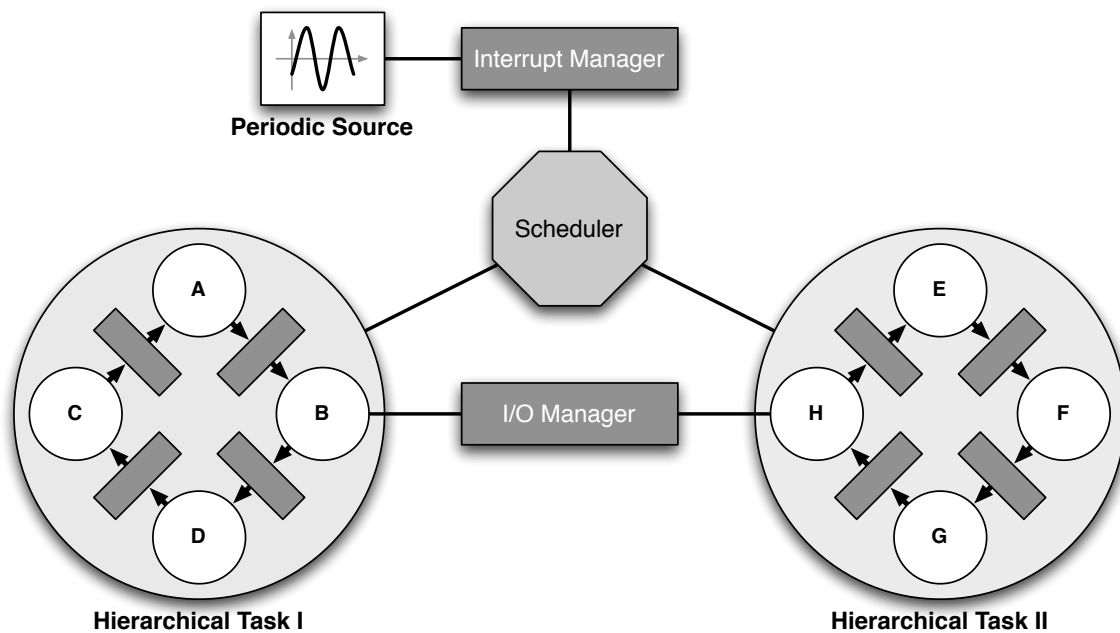 Interrupt Manager
Periodic Source
Scheduler
A
B
C
D
Hierarchical Task I
I/O Manager
E
F
H
G
Hierarchical Task II